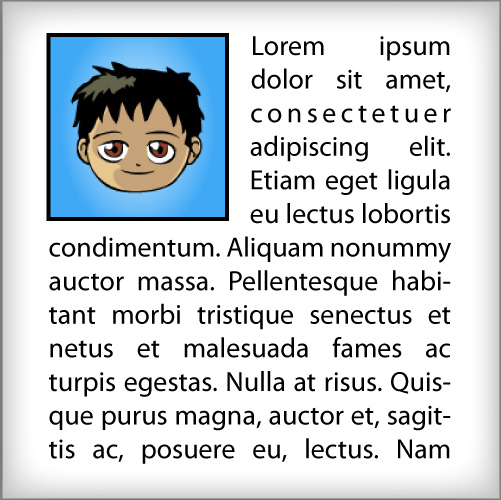 Lorem ipsum
dolor sit amet,
consectetuer
adipiscing elit.
Etiam eget ligula
eu lectus lobortis
condimentum. Aliquam nonummy
auctor massa. Pellentesque habi-
tant morbi tristique senectus et
netus et malesuada fames ac
turpis egestas. Nulla at risus. Quis-
que purus magna, auctor et, sagit-
tis ac, posuere eu, lectus. Nam